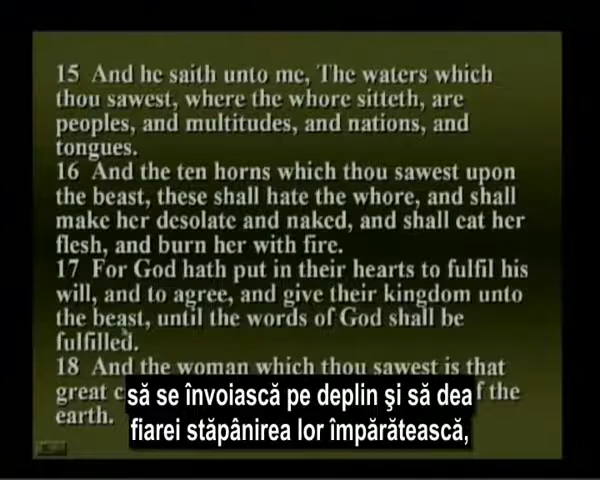 15 And he saith unto me, The waters which
thou sawest, where the whore sitteth, are
peoples, and multitudes, and nations, and
tongues.
16 And the ten horns which thou sawest upon
the beast, these shall hate the whore, and shall
make her desolate and naked, and shall eat her
flesh, and burn her with fire.
17 For God hath put in their hearts to fulfil his
will, and to agree, and give their kingdom unto
the beast, until the words of God shall be
fulfilled.
18 And the woman which thou sawest is that
great the
earth.
să se învoiască pe deplin şi să dea
fiarei stăpânirea lor împărătească,